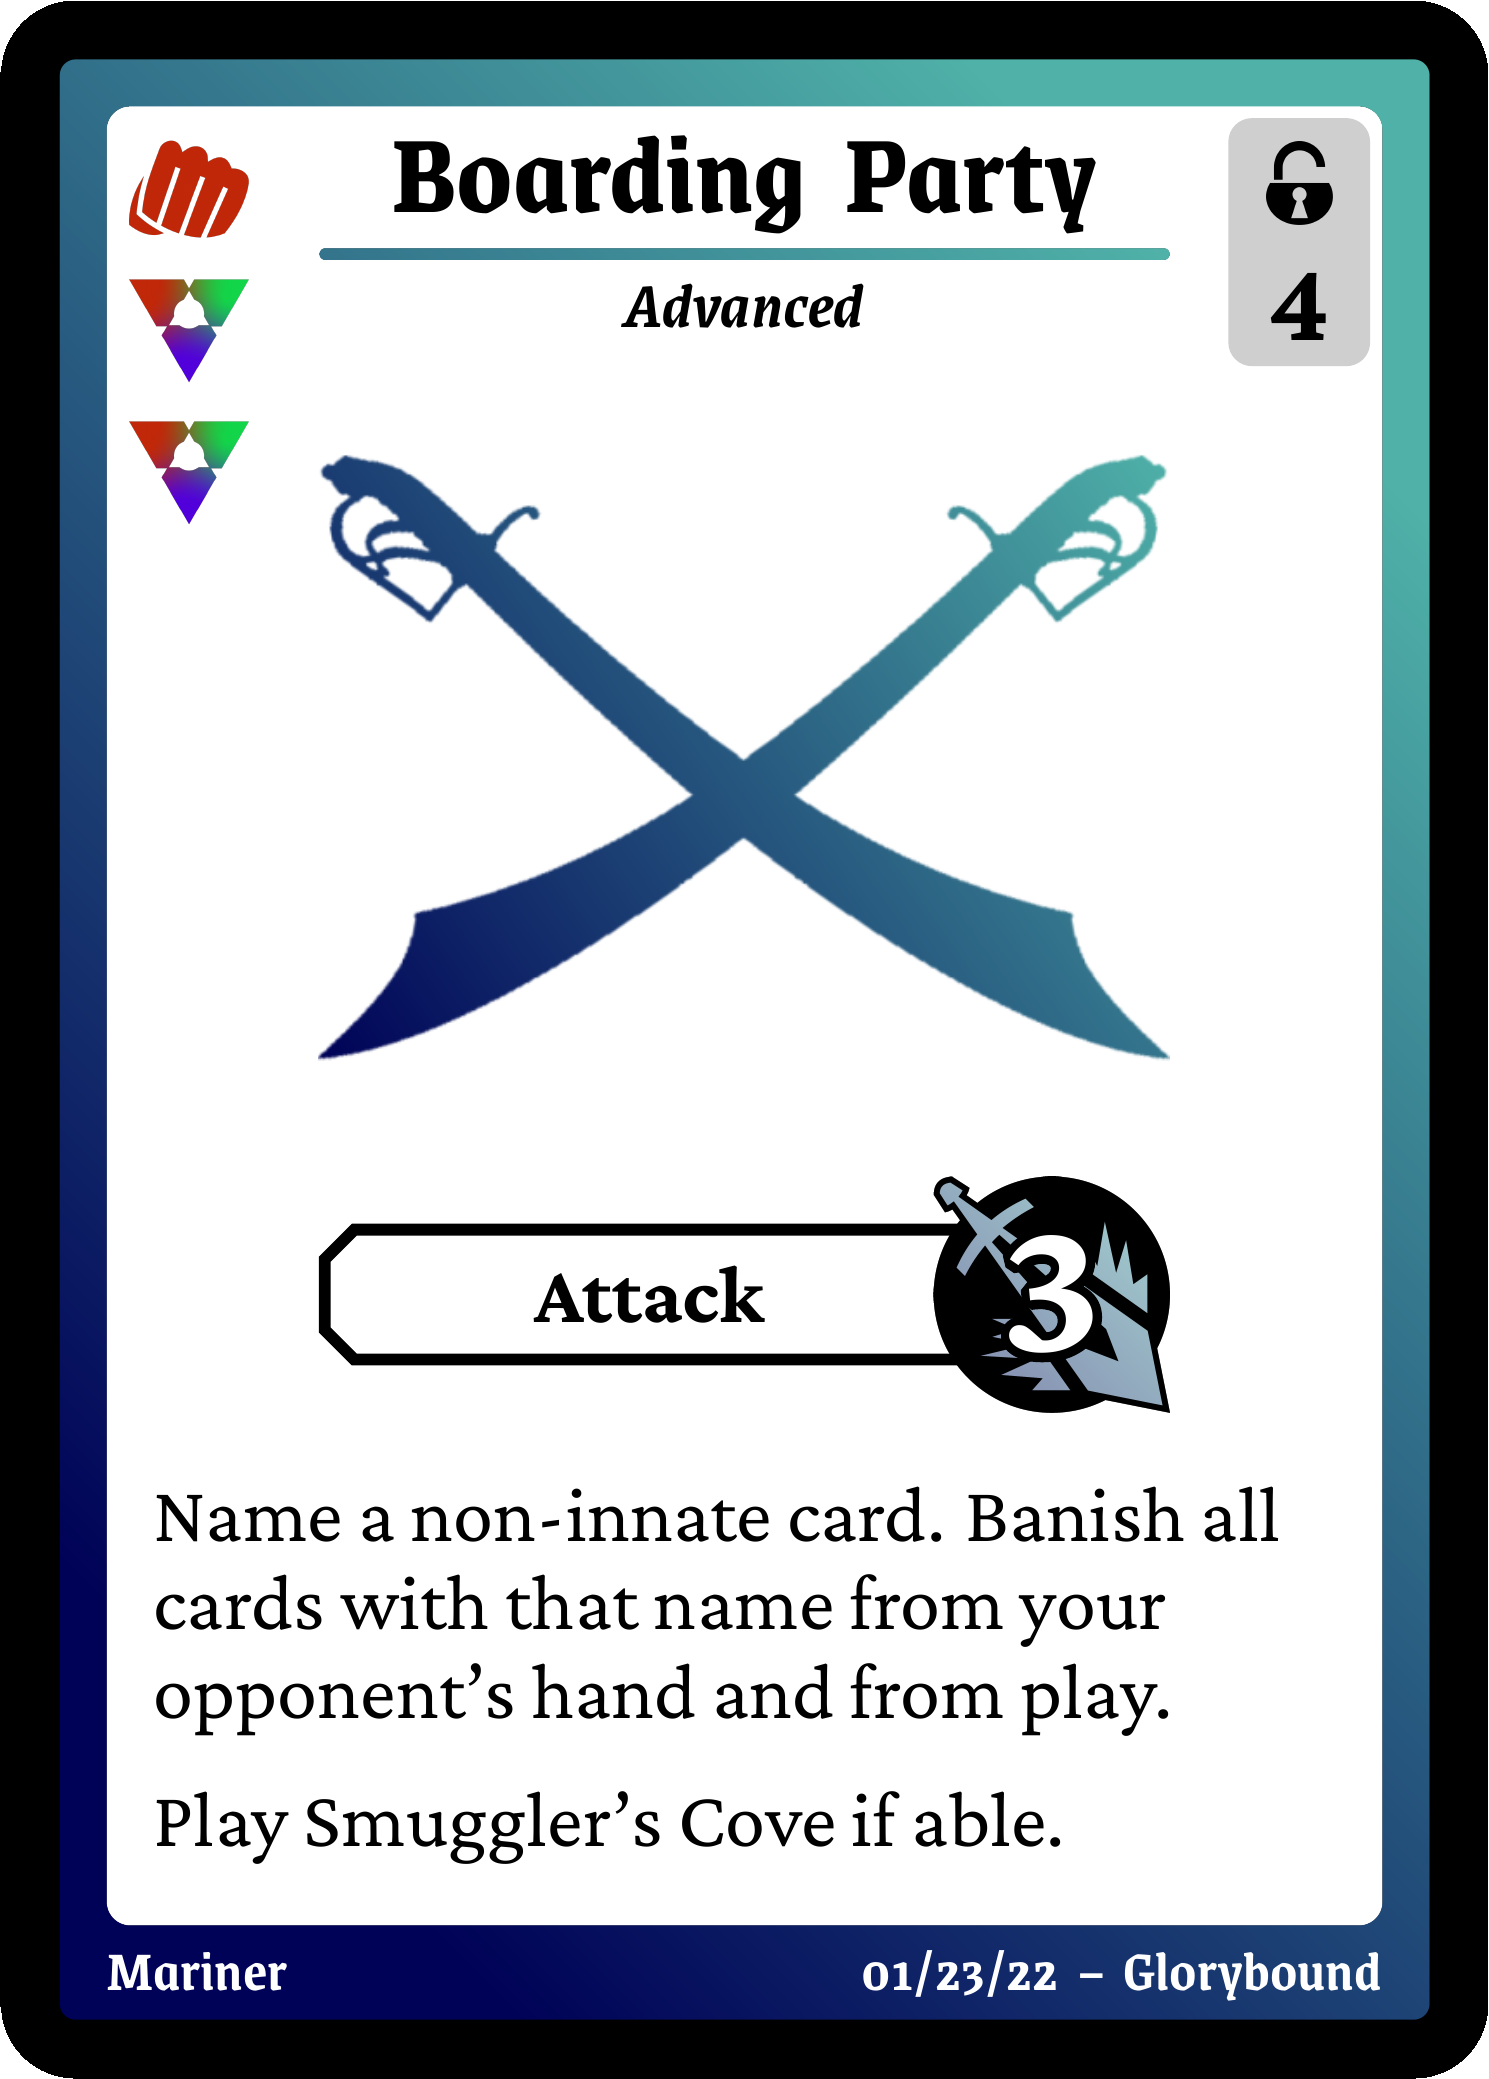 Boarding Party
Advanced
4
Attack
3
Name a non-innate card. Banish all
cards with that name from your
opponent’s hand and from play.
Play Smuggler’s Cove if able.
Mariner
01/23/22 – Glorybound